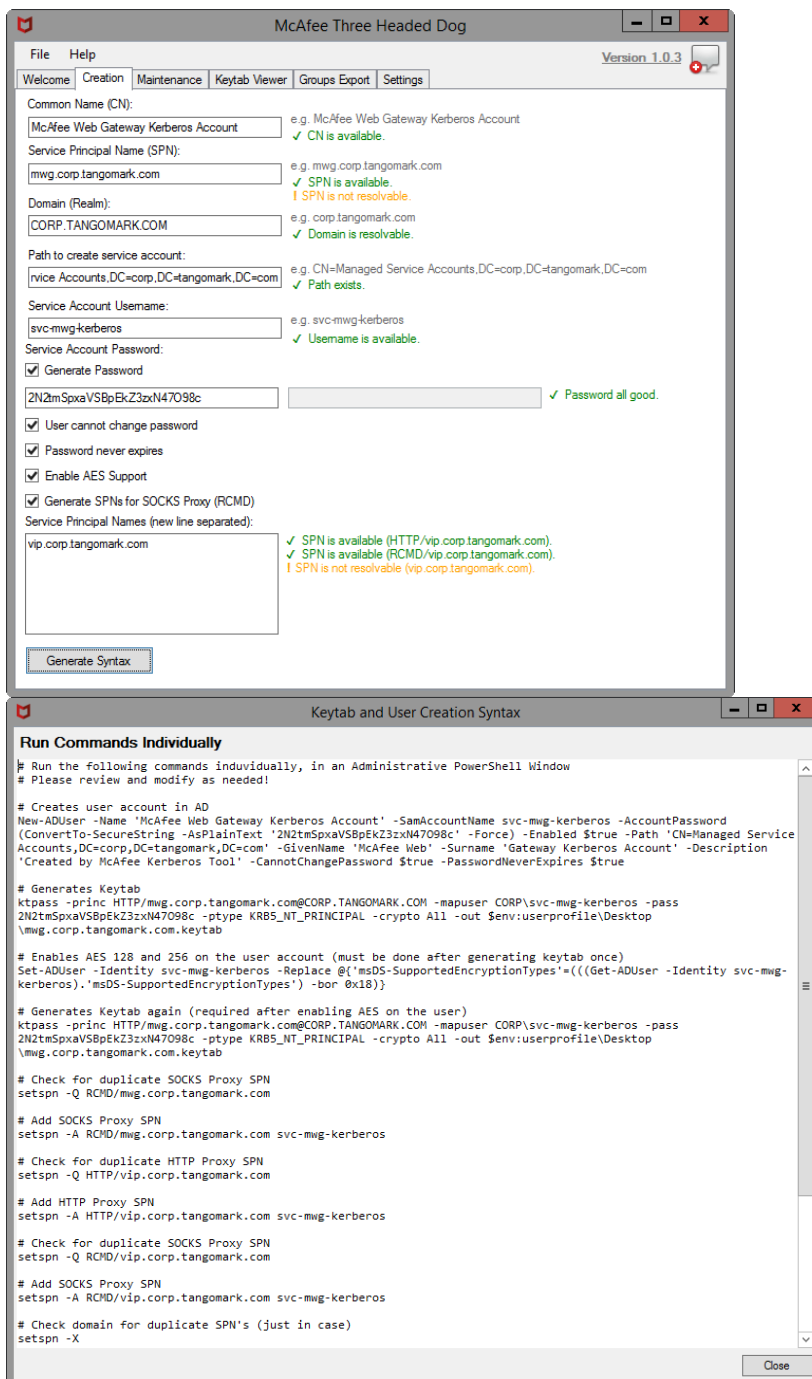 McAfee Three Headed Dog
File Help
Version 1.0.3
Welcome Creation Maintenance Keytab Viewer Groups Export Settings
Common Name (CN):
McAfee Web Gateway Kerberos Account
e.g. McAfee Web Gateway Kerberos Account
✓ CN is available.
Service Principal Name (SPN):
mwg.corp.tangomark.com
e.g. mwg.corp.tangomark.com
✓ SPN is available.
! SPN is not resolvable.
Domain (Realm):
CORP.TANGOMARK.COM
e.g. corp.tangomark.com
✓ Domain is resolvable.
Path to create service account:
rvice Accounts,DC=corp,DC=tangomark,DC=com
e.g. CN=Managed Service Accounts,DC=corp,DC=tangomark,DC=com
✓ Path exists.
Service Account Username:
svc-mwg-kerberos
e.g. svc-mwg-kerberos
✓ Username is available.
Service Account Password:
Generate Password
2N2tmSpxaVSBpEkZ3zxN47O98c
✓ Password all good.
User cannot change password
Password never expires
Enable AES Support
Generate SPNs for SOCKS Proxy (RCMD)
Service Principal Names (new line separated):
vip.corp.tangomark.com
✓ SPN is available (HTTP/vip.corp.tangomark.com).
✓ SPN is available (RCMD/vip.corp.tangomark.com).
! SPN is not resolvable (vip.corp.tangomark.com).
Generate Syntax
Keytab and User Creation Syntax
Run Commands Individually
# Run the following commands induvidually, in an Administrative PowerShell Window
# Please review and modify as needed!
# Creates user account in AD
New-ADUser -Name 'McAfee Web Gateway Kerberos Account' -SamAccountName svc-mwg-kerberos -AccountPassword
(ConvertTo-SecureString -AsPlainText '2N2tmSpxaVSBpEkZ3zxN47O98c' -Force) -Enabled $true -Path 'CN=Managed Service
Accounts,DC=corp,DC=tangomark,DC=com' -GivenName 'McAfee Web' -Surname 'Gateway Kerberos Account' -Description
'Created by McAfee Kerberos Tool' -CannotChangePassword $true -PasswordNeverExpires $true
# Generates Keytab
ktpass -princ HTTP/mwg.corp.tangomark.com@CORP.TANGOMARK.COM -mapuser CORP\svc-mwg-kerberos -pass
2N2tmSpxaVSBpEkZ3zxN47O98c -ptype KRB5_NT_PRINCIPAL -crypto All -out $env:userprofile\Desktop
\mwg.corp.tangomark.com.keytab
# Enables AES 128 and 256 on the user account (must be done after generating keytab once)
Set-ADUser -Identity svc-mwg-kerberos -Replace @{'msDS-SupportedEncryptionTypes'=(((Get-ADUser -Identity svc-mwg-
kerberos).'msDS-SupportedEncryptionTypes') -bor 0x18)}
# Generates Keytab again (required after enabling AES on the user)
ktpass -princ HTTP/mwg.corp.tangomark.com@CORP.TANGOMARK.COM -mapuser CORP\svc-mwg-kerberos -pass
2N2tmSpxaVSBpEkZ3zxN47O98c -ptype KRB5_NT_PRINCIPAL -crypto All -out $env:userprofile\Desktop
\mwg.corp.tangomark.com.keytab
# Check for duplicate SOCKS Proxy SPN
setspn -Q RCMD/mwg.corp.tangomark.com
# Add SOCKS Proxy SPN
setspn -A RCMD/mwg.corp.tangomark.com svc-mwg-kerberos
# Check for duplicate HTTP Proxy SPN
setspn -Q HTTP/vip.corp.tangomark.com
# Add HTTP Proxy SPN
setspn -A HTTP/vip.corp.tangomark.com svc-mwg-kerberos
# Check for duplicate SOCKS Proxy SPN
setspn -Q RCMD/vip.corp.tangomark.com
# Add SOCKS Proxy SPN
setspn -A RCMD/vip.corp.tangomark.com svc-mwg-kerberos
# Check domain for duplicate SPN's (just in case)
setspn -X
Close